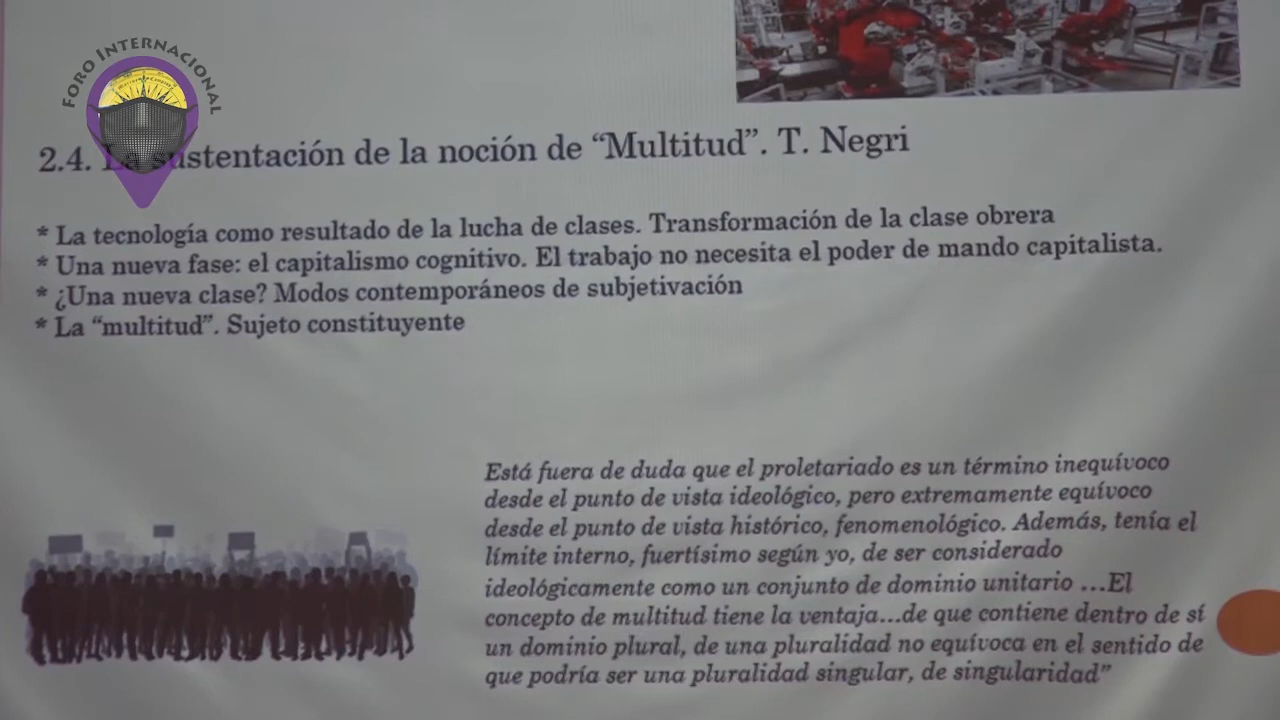 FORO INTERNACIONAL
2.4. La sustentación de la noción de “Multitud”. T. Negri
* La tecnología como resultado de la lucha de clases. Transformación de la clase obrera
* Una nueva fase: el capitalismo cognitivo. El trabajo no necesita el poder de mando capitalista.
* ¿Una nueva clase? Modos contemporáneos de subjetivación
* La “multitud”. Sujeto constituyente
Está fuera de duda que el proletariado es un término inequívoco
desde el punto de vista ideológico, pero extremamente equívoco
desde el punto de vista histórico, fenomenológico. Además, tenía el
límite interno, fuertísimo según yo, de ser considerado
ideológicamente como un conjunto de dominio unitario ...El
concepto de multitud tiene la ventaja...de que contiene dentro de sí
un dominio plural, de una pluralidad no equívoca en el sentido de
que podría ser una pluralidad singular, de singularidad”